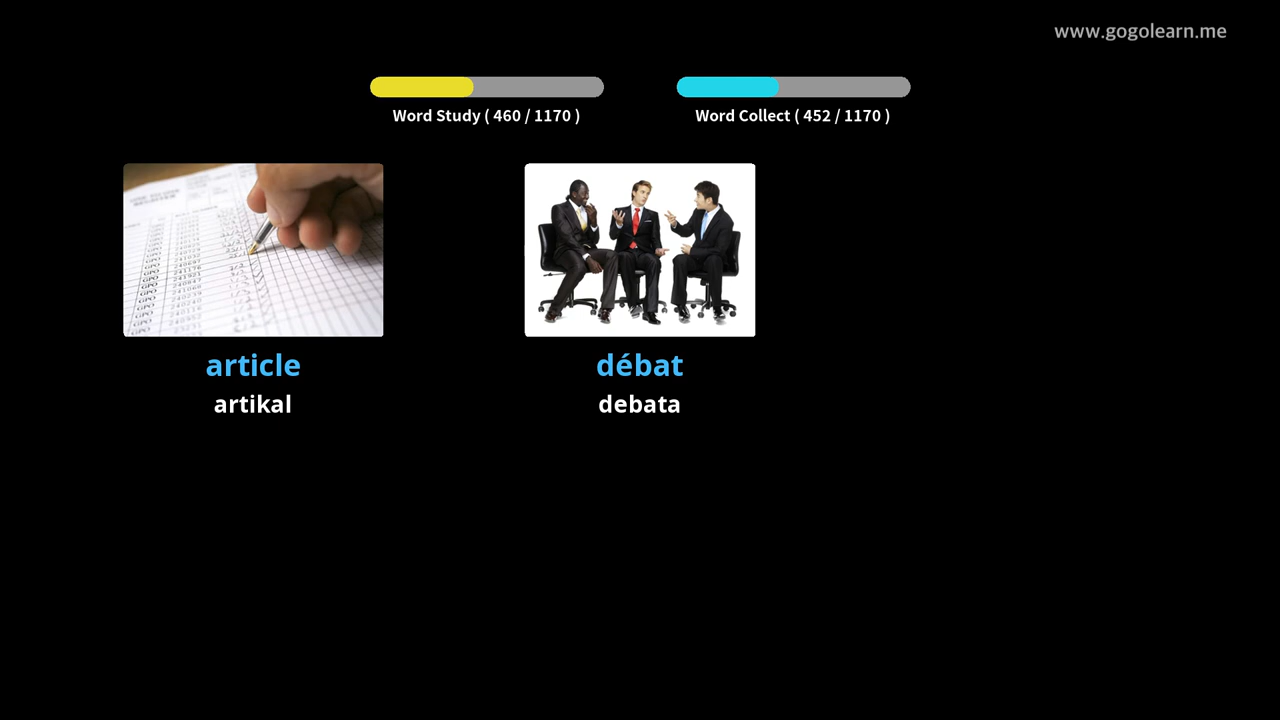 www.gogolearn.me
Word Study ( 460 / 1170 )
Word Collect ( 452 / 1170 )
article
débat
artikal
debata